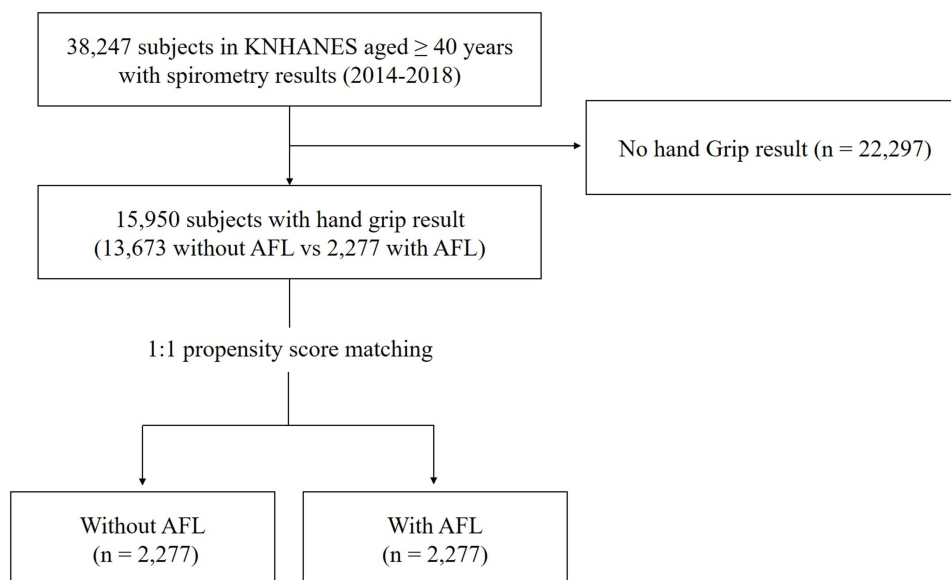 38,247 subjects in KNHANES aged ≥ 40 years
with spirometry results (2014-2018)
No hand Grip result (n = 22,297)
15,950 subjects with hand grip result
(13,673 without AFL vs 2,277 with AFL)
1:1 propensity score matching
Without AFL
(n = 2,277)
With AFL
(n = 2,277)